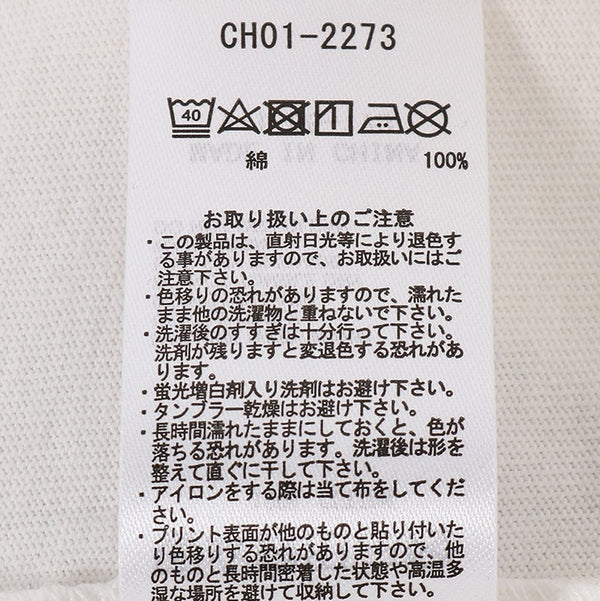 CH01-2273
40
綿 100%
MADE IN CHINA
お取り扱い上のご注意
・この製品は、直射日光等により退色す
る事がありますので、お取扱いにはご
注意下さい。
・色移りの恐れがありますので、濡れた
まま他の洗濯物と重ねないで下さい。
・洗濯後のすすぎは十分行って下さい。
洗剤が残りますと変退色する恐れがあ
ります。
・蛍光増白剤入り洗剤はお避け下さい。
・タンブラー乾燥はお避け下さい。
・長時間濡れたままにしておくと、色が
落ちる恐れがあります。洗濯後は形を
整えて直ぐに干して下さい。
・アイロンをする際は当て布をしてくだ
さい。
・プリント表面が他のものと貼り付いた
り色移りする恐れがありますので、他
のものと長時間密着した状態や高温多
湿な場所を避けて収納して下さい。